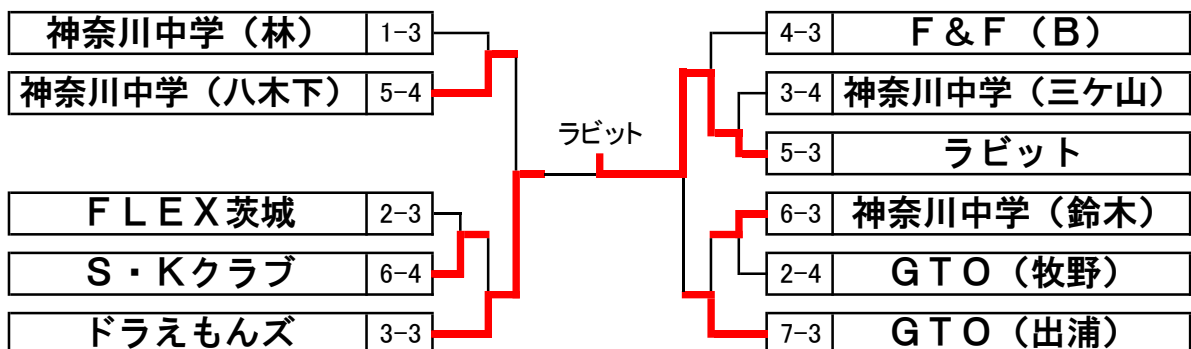 神奈川中学（林） 1-3
神奈川中学（八木下） 5-4
ＦＬＥＸ茨城 2-3
Ｓ・Ｋクラブ 6-4
ドラえもんズ 3-3
ラビット
4-3 Ｆ＆Ｆ（Ｂ）
3-4 神奈川中学（三ケ山）
5-3 ラビット
6-3 神奈川中学（鈴木）
2-4 ＧＴＯ（牧野）
7-3 ＧＴＯ（出浦）